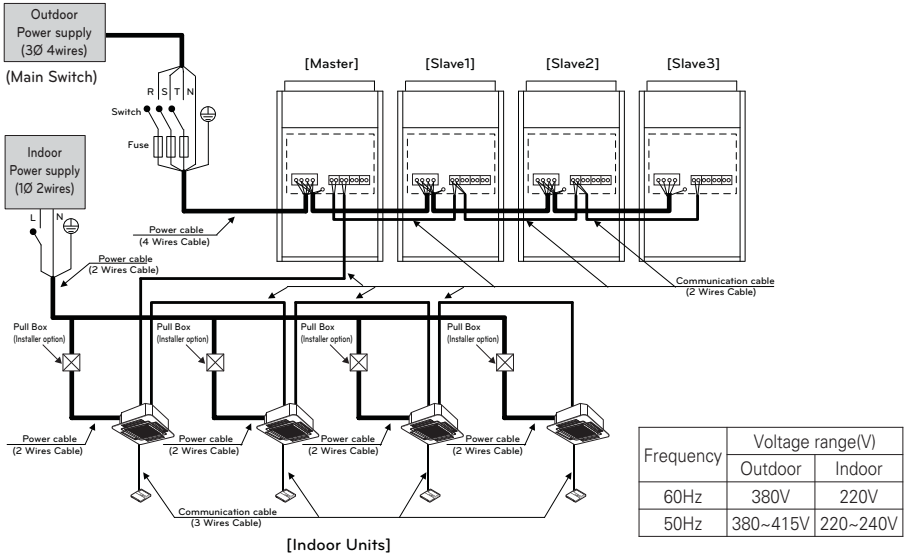 Outdoor
Power supply
(3Ø 4wires)
(Main Switch)
R S T N
Switch
Fuse
[Master]
[Slave1]
[Slave2]
[Slave3]
Indoor
Power supply
(1Ø 2wires)
L N
Power cable
(4 Wires Cable)
Power cable
(2 Wires Cable)
Communication cable
(2 Wires Cable)
Pull Box
(Installer option)
Pull Box
(Installer option)
Pull Box
(Installer option)
Pull Box
(Installer option)
Power cable
(2 Wires Cable)
Power cable
(2 Wires Cable)
Power cable
(2 Wires Cable)
Power cable
(2 Wires Cable)
Communication cable
(3 Wires Cable)
[Indoor Units]
Frequency Voltage range(V)
Outdoor Indoor
60Hz 380V 220V
50Hz 380~415V 220~240V